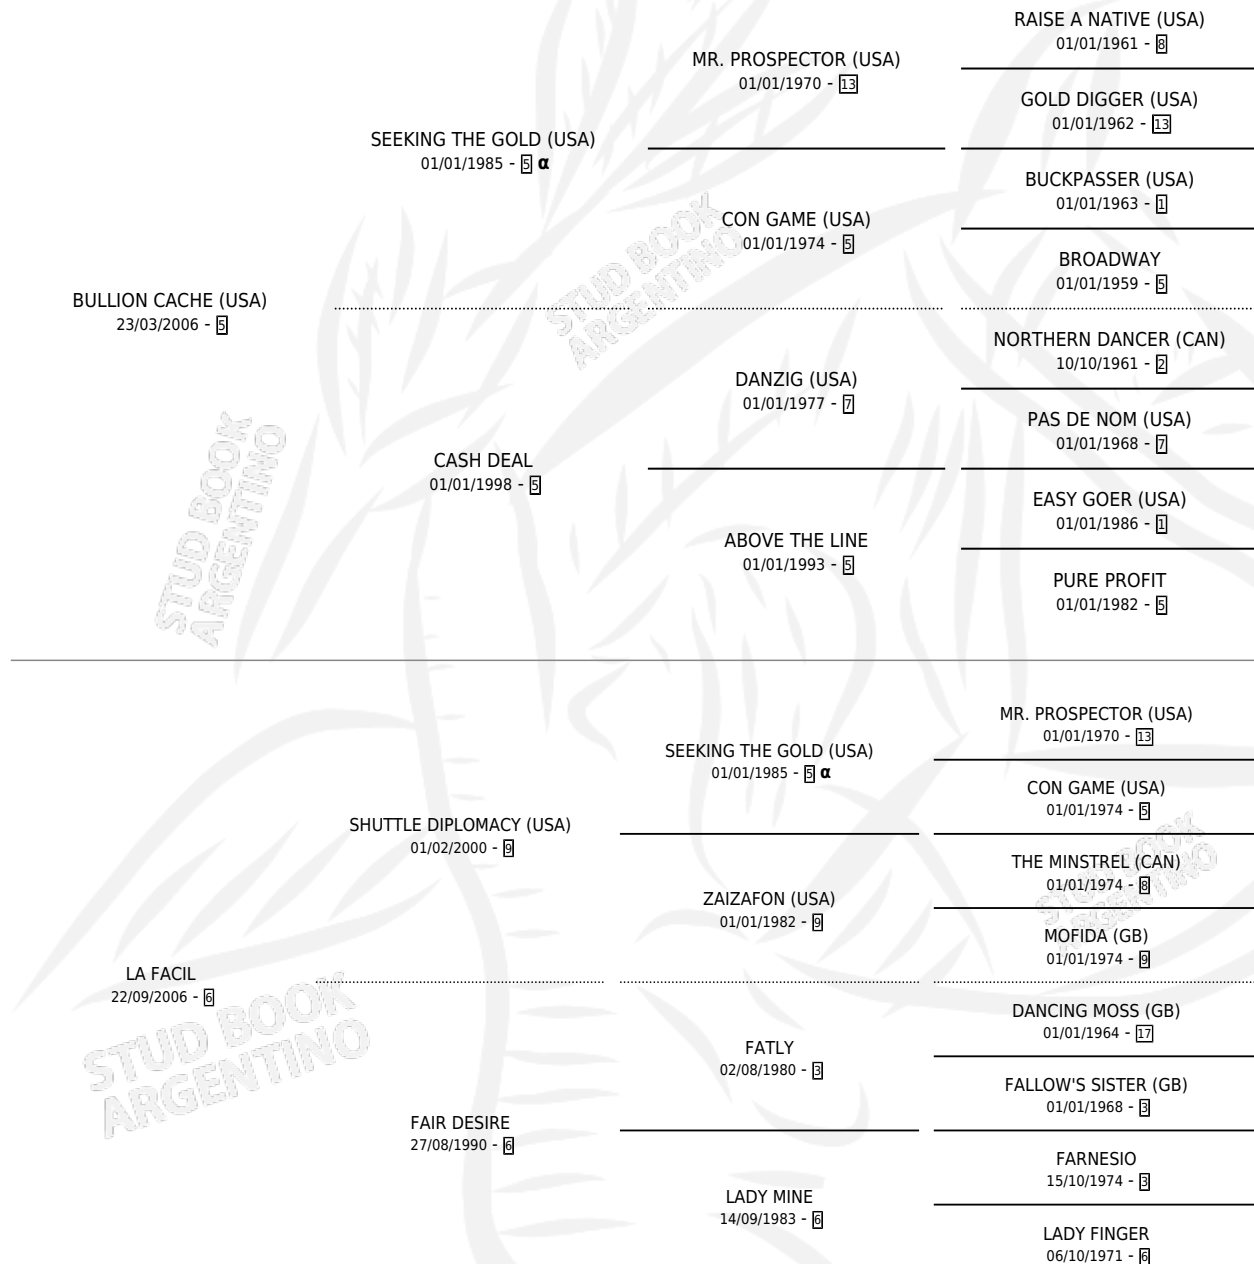 RAISE A NATIVE (USA)
01/01/1961 - 8
MR. PROSPECTOR (USA)
01/01/1970 - 13
GOLD DIGGER (USA)
01/01/1962 - 13
SEEKING THE GOLD (USA)
01/01/1985 - 5 α
BUCKPASSER (USA)
01/01/1963 - 1
CON GAME (USA)
01/01/1974 - 5
BROADWAY
01/01/1959 - 5
BULLION CACHE (USA)
23/03/2006 - 5
NORTHERN DANCER (CAN)
10/10/1961 - 2
DANZIG (USA)
01/01/1977 - 7
PAS DE NOM (USA)
01/01/1968 - 7
CASH DEAL
01/01/1998 - 5
EASY GOER (USA)
01/01/1986 - 1
ABOVE THE LINE
01/01/1993 - 5
PURE PROFIT
01/01/1982 - 5
STUD BOOK
ARGENTINO
STUD BOOK
ARGENTINO
MR. PROSPECTOR (USA)
01/01/1970 - 13
SEEKING THE GOLD (USA)
01/01/1985 - 5 α
CON GAME (USA)
01/01/1974 - 5
SHUTTLE DIPLOMACY (USA)
01/02/2000 - 9
THE MINSTREL (CAN)
01/01/1974 - 8
ZAIZAFON (USA)
01/01/1982 - 9
MOFIDA (GB)
01/01/1974 - 9
LA FACIL
22/09/2006 - 6
DANCING MOSS (GB)
01/01/1964 - 17
FATLY
02/08/1980 - 3
FALLOW'S SISTER (GB)
01/01/1968 - 3
FAIR DESIRE
27/08/1990 - 6
FARNESIO
15/10/1974 - 3
LADY MINE
14/09/1983 - 6
LADY FINGER
06/10/1971 - 6
STUD BOOK
ARGENTINO
STUD BOOK
ARGENTINO